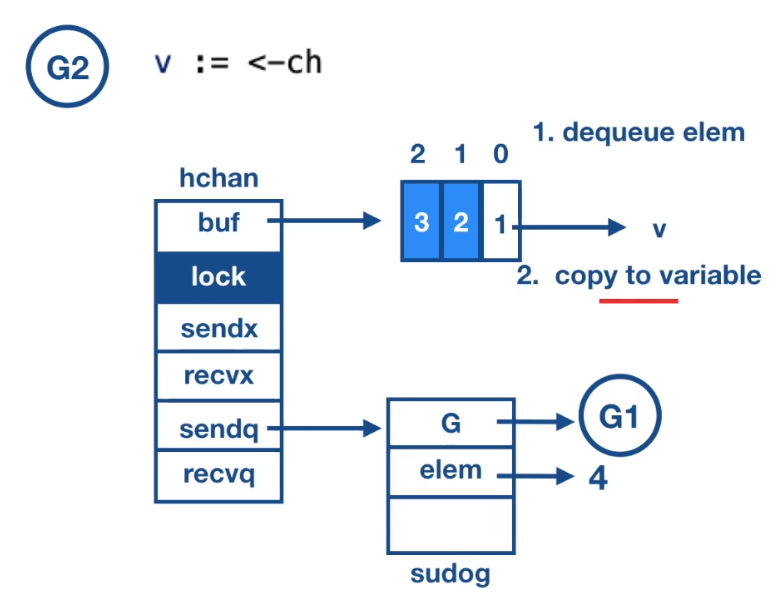 G2 v := <-ch
1. dequeue elem
2 1 0
hchan
buf
3 2 1
v
lock
2. copy to variable
sendx
recvx
sendq
recvq
G
G1
elem
4
sudog